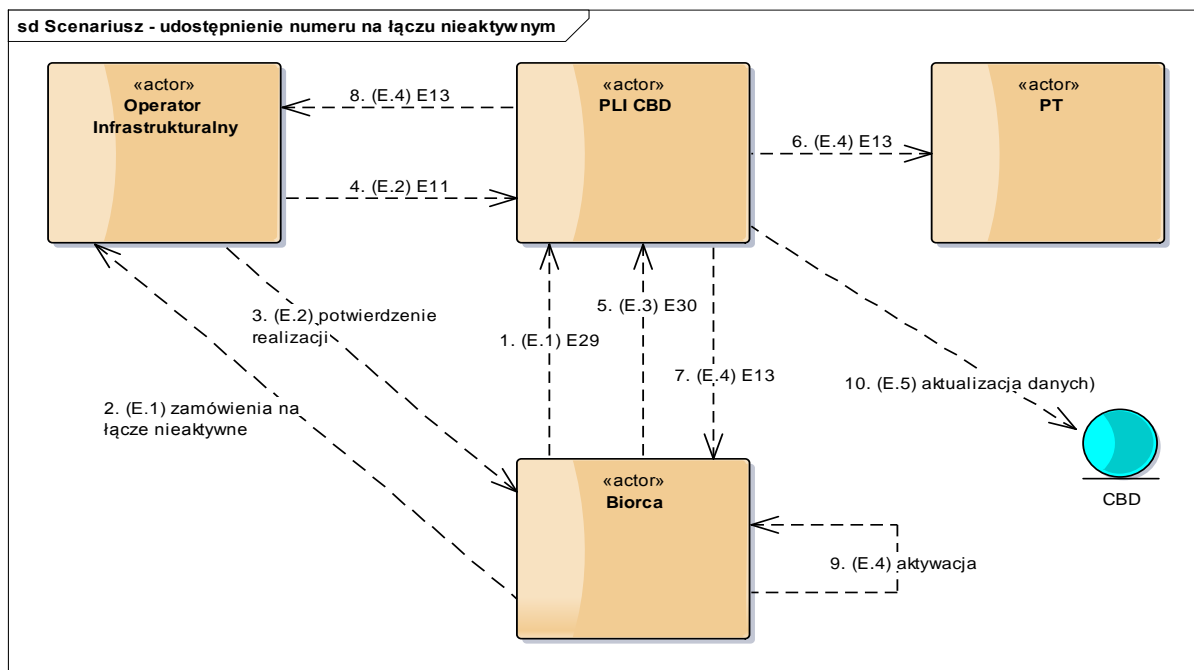 sd Scenariusz - udostępnienie numeru na łączu nieaktywnym
«actor»
Operator
Infrastrukturalny
«actor»
PLI CBD
«actor»
PT
8. (E.4) E13
6. (E.4) E13
4. (E.2) E11
3. (E.2) potwierdzenie
realizacji
1. (E.1) E29
5. (E.3) E30
7. (E.4) E13
10. (E.5) aktualizacja danych)
2. (E.1) zamówienia na
łącze nieaktywne
«actor»
Biorca
CBD
9. (E.4) aktywacja